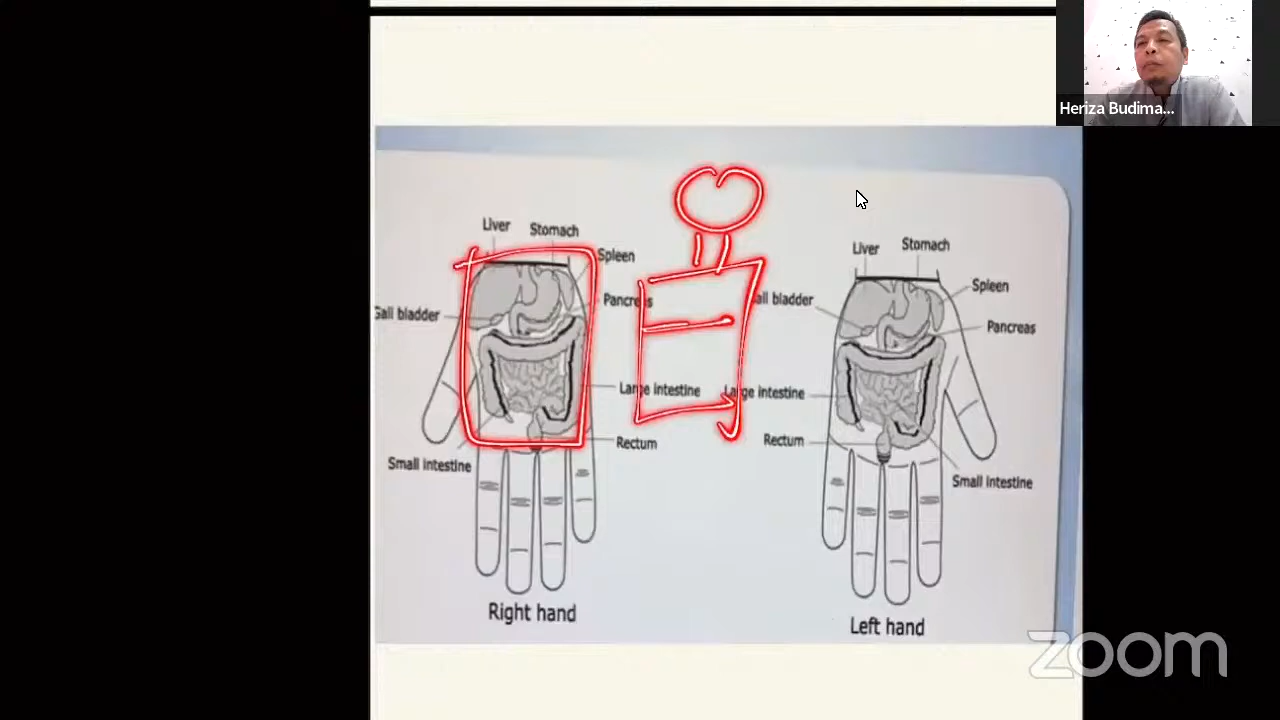 Heriza Budima...
Liver
Stomach
Spleen
Pancreas
Gall bladder
Large intestine
Rectum
Small intestine
Right hand
Liver
Stomach
Spleen
Pancreas
all bladder
Large intestine
Rectum
Small intestine
Left hand
zoom